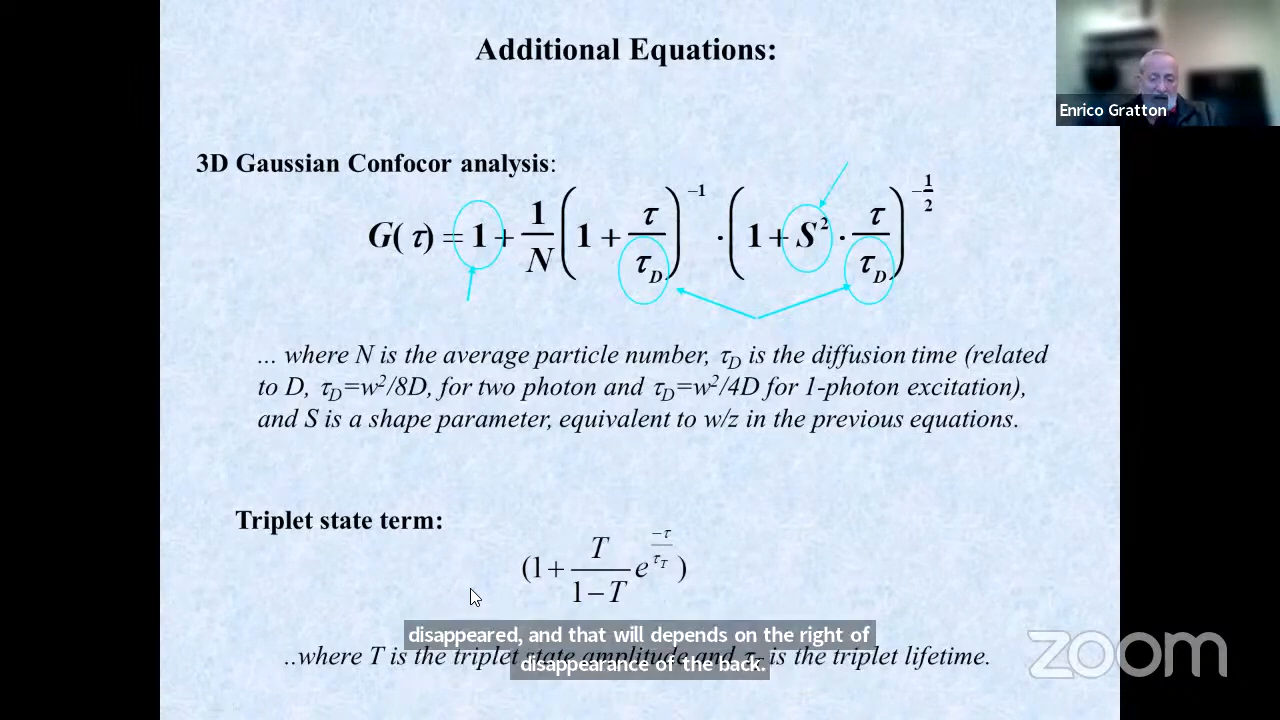 Additional Equations:
Enrico Gratton
3D Gaussian Confocor analysis:
G(τ) = 1 + 1/N (1 + τ/τD)^−1 · (1 + S² · τ/τD)^−1/2
... where N is the average particle number, τD is the diffusion time (related
to D, τD=w²/8D, for two photon and τD=w²/4D for 1-photon excitation),
and S is a shape parameter, equivalent to w/z in the previous equations.
Triplet state term:
(1 + T/1−T e^−τ/τT)
disappeared, and that will depends on the right of
disappearance of the back.
..where T is the triplet state amplitude and τT is the triplet lifetime.
zoom